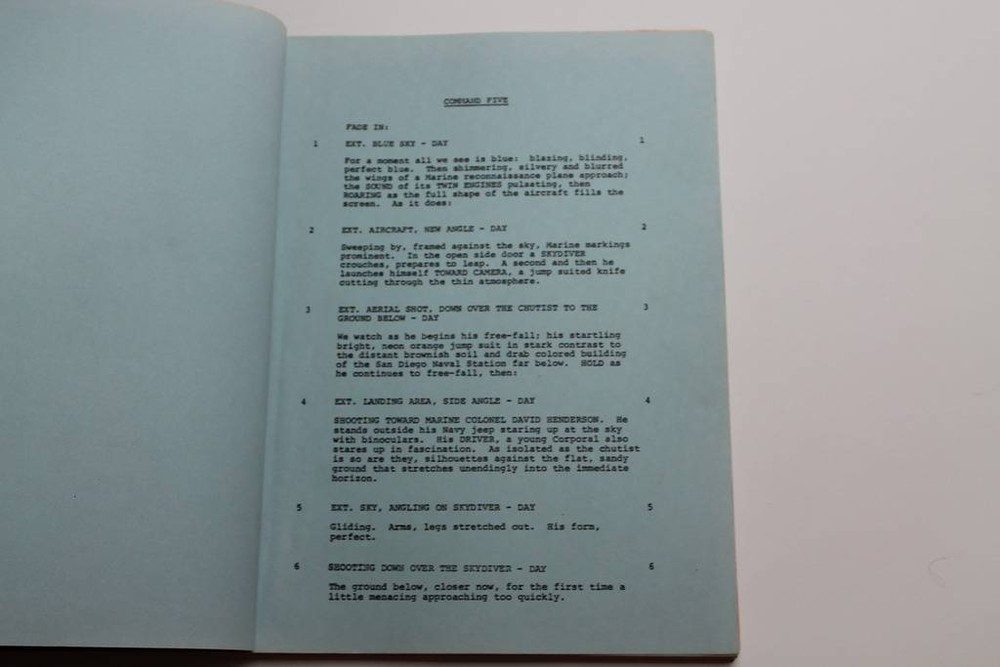 COMMAND FIVE
FADE IN:
1 EXT. BLUE SKY - DAY 1
For a moment all we see is blue: blazing, blinding,
perfect blue. Then shimmering, silvery and blurred
the wings of a Marine reconnaissance plane approach;
the SOUND of its TWIN ENGINES pulsating, then
ROARING as the full shape of the aircraft fills the
screen. As it does:
2 EXT. AIRCRAFT, NEW ANGLE - DAY 2
Sweeping by, framed against the sky, Marine markings
prominent. In the open side door a SKYDIVER
crouches, prepares to leap. A second and then he
launches himself TOWARD CAMERA, a jump suited knife
cutting through the thin atmosphere.
3 EXT. AERIAL SHOT, DOWN OVER THE CHUTIST TO THE 3
GROUND BELOW - DAY
We watch as he begins his free-fall; his startling
bright, neon orange jump suit in stark contrast to
the distant brownish soil and drab colored building
of the San Diego Naval Station far below. HOLD as
he continues to free-fall, then:
4 EXT. LANDING AREA, SIDE ANGLE - DAY 4
SHOOTING TOWARD MARINE COLONEL DAVID HENDERSON. He
stands outside his Navy jeep staring up at the sky
with binoculars. His DRIVER, a young Corporal also
stares up in fascination. As isolated as the chutist
is so are they, silhouettes against the flat, sandy
ground that stretches unendingly into the immediate
horizon.
5 EXT. SKY, ANGLING ON SKYDIVER - DAY 5
Gliding. Arms, legs stretched out. His form,
perfect.
6 SHOOTING DOWN OVER THE SKYDIVER - DAY 6
The ground below, closer now, for the first time a
little menacing approaching too quickly.